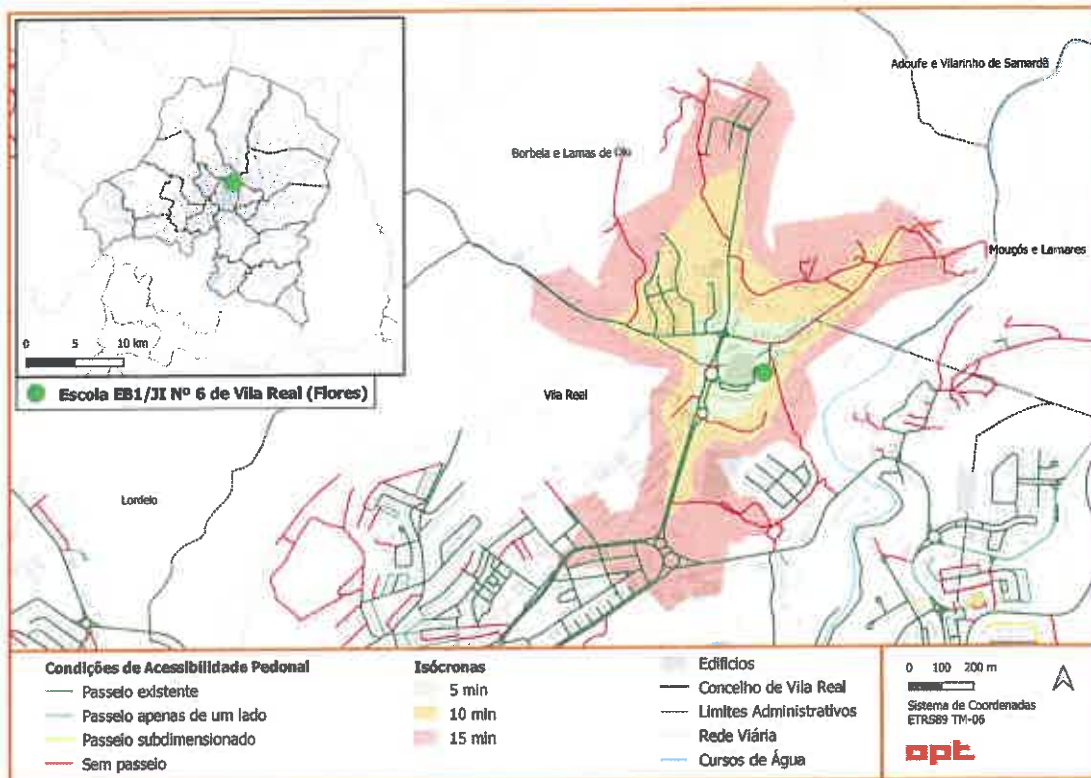 Adoufe e Vilarinho de Samardã
Borbela e Lamas de Olo
Mouçós e Lamares
0 5 10 km
Escola EB1/JI Nº 6 de Vila Real (Flores)
Vila Real
Lordelo
Condições de Acessibilidade Pedonal
Passeio existente
Passeio apenas de um lado
Passeio subdimensionado
Sem passeio
Isócronas
5 min
10 min
15 min
Edifícios
Concelho de Vila Real
Limites Administrativos
Rede Viária
Cursos de Água
0 100 200 m
Sistema de Coordenadas
ETRS89 TM-06
opt